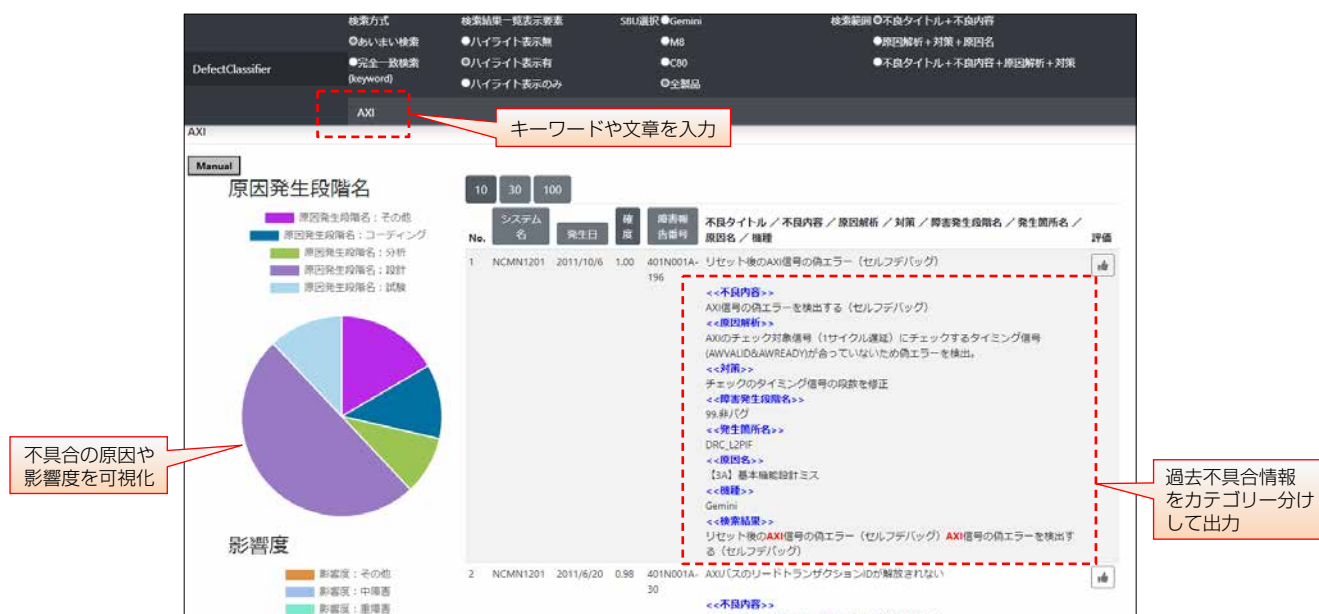 検索方式
◎あいまい検索
●完全一致検索
(keyword)
検索結果一覧表示要素
●ハイライト表示無
◎ハイライト表示有
●ハイライト表示のみ
SBU選択●Gemini
●M8
●C80
◎全製品
検索範囲◎不良タイトル+不良内容
●原因解析+対策+原因名
●不良タイトル+不良内容+原因解析+対策
DefectClassifier
AXI
キーワードや文章を入力
AXI
Manual
原因発生段階名
原因発生段階名:その他
原因発生段階名:コーディング
原因発生段階名:分析
原因発生段階名:設計
原因発生段階名:試験
不具合の原因や
影響度を可視化
影響度
影響度:その他
影響度:中障害
影響度:重障害
10 30 100
No. システム名 発生日 確度 障害報告番号 不良タイトル / 不良内容 / 原因解析 / 対策 / 障害発生段階名 / 発生箇所名 /
原因名 / 機種 評価
1 NCMN1201 2011/10/6 1.00 401N001A-196 リセット後のAXI信号の偽エラー(セルフデバッグ)
<<不良内容>>
AXI信号の偽エラーを検出する(セルフデバッグ)
<<原因解析>>
AXIのチェック対象信号(1サイクル遅延)にチェックするタイミング信号
(AWVALID&AWREADY)が合っていないため偽エラーを検出。
<<対策>>
チェックのタイミング信号の段数を修正
<<障害発生段階名>>
99.非バグ
<<発生箇所名>>
DRC_L2PIF
<<原因名>>
【3A】基本機能設計ミス
<<機種>>
Gemini
<<検索結果>>
リセット後のAXI信号の偽エラー(セルフデバッグ)AXI信号の偽エラーを検出す
る(セルフデバッグ)
過去不具合情報
をカテゴリー分け
して出力
2 NCMN1201 2011/6/20 0.98 401N001A-30 AXIバスのリードトランザクションIDが解放されない
<<不良内容>>